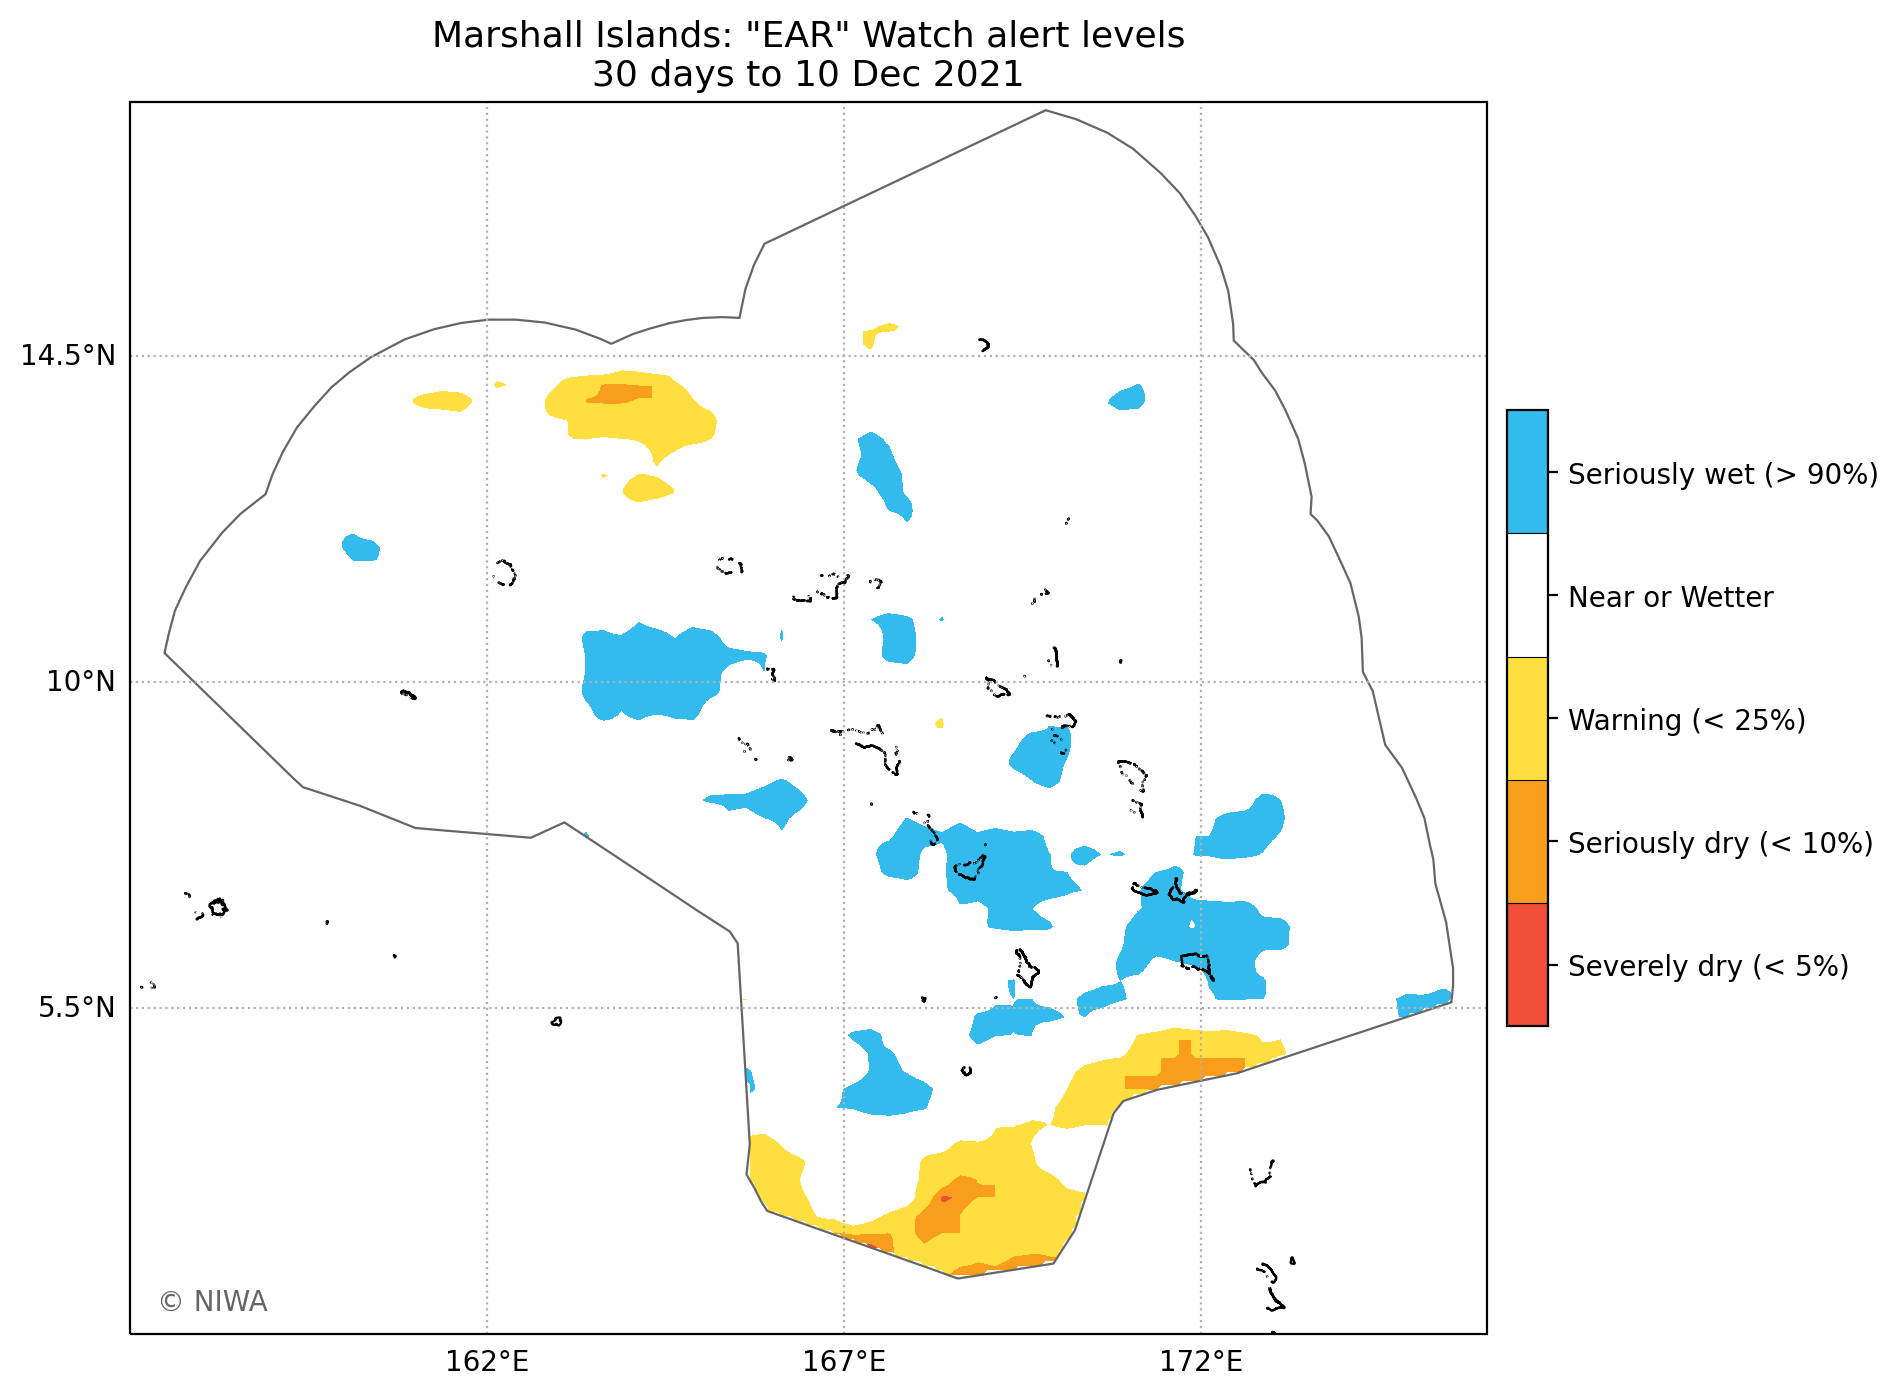 Marshall Islands: "EAR" Watch alert levels
30 days to 10 Dec 2021
14.5°N
10°N
5.5°N
162°E
167°E
172°E
Seriously wet (> 90%)
Near or Wetter
Warning (< 25%)
Seriously dry (< 10%)
Severely dry (< 5%)
© NIWA